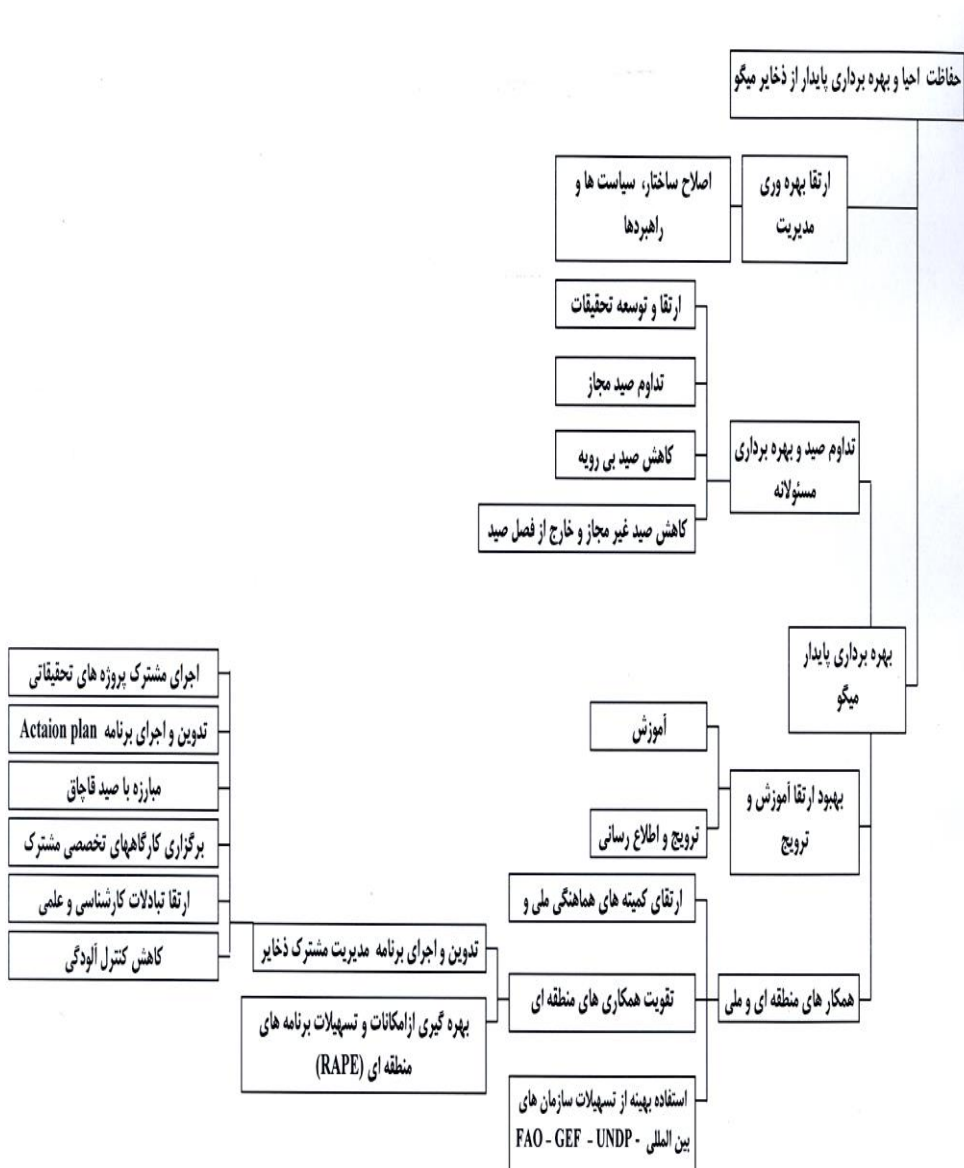 حفاظت احیا و بهره برداری پایدار از ذخایر میگو
ارتقا بهره وری
مدیریت
اصلاح ساختار، سیاست ها و
راهبردها
ارتقا و توسعه تحقیقات
تداوم صید مجاز
تداوم صید و بهره برداری
مسئولانه
کاهش صید بی رویه
کاهش صید غیر مجاز و خارج از فصل صید
بهره برداری پایدار
میگو
آموزش
بهبود ارتقا آموزش و
ترویج
ترویج و اطلاع رسانی
ارتقای کمیته های هماهنگی ملی و
همکار های منطقه ای و ملی
تقویت همکاری های منطقه ای
استفاده بهینه از تسهیلات سازمان های
بین المللی - FAO - GEF - UNDP
تدوین و اجرای برنامه مدیریت مشترک ذخایر
بهره گیری ازامکانات و تسهیلات برنامه های
منطقه ای (RAPE)
اجرای مشترک پروژه های تحقیقاتی
تدوین و اجرای برنامه Actaion plan
مبارزه با صید قاچاق
برگزاری کارگاههای تخصصی مشترک
ارتقا تبادلات کارشناسی و علمی
کاهش کنترل آلودگی